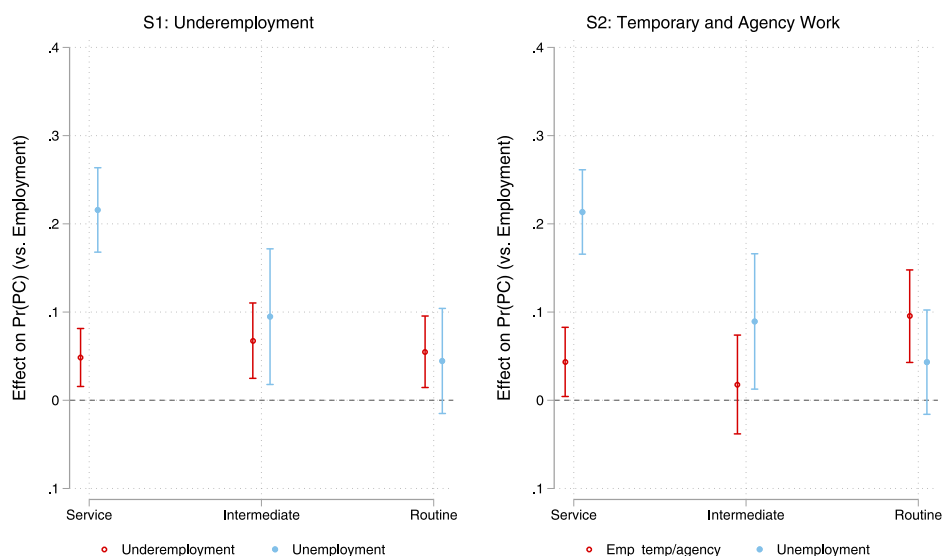 S1: Underemployment
Effect on Pr(PC) (vs. Employment)
.4
.3
.2
.1
0
.1
Service Intermediate Routine
Underemployment Unemployment
S2: Temporary and Agency Work
Effect on Pr(PC) (vs. Employment)
.4
.3
.2
.1
0
.1
Service Intermediate Routine
Emp temp/agency Unemployment